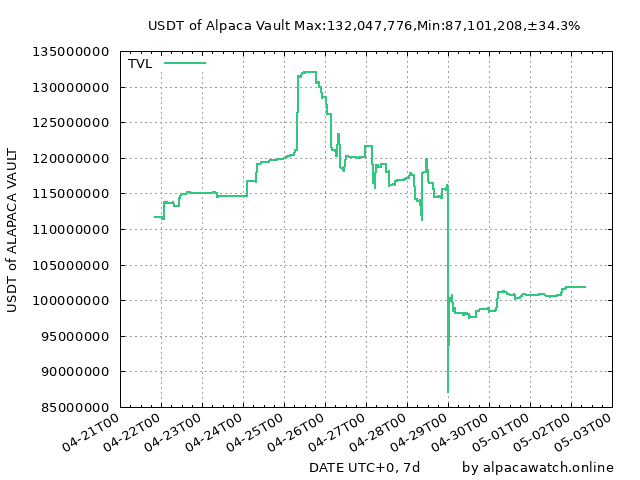 USDT of Alpaca Vault Max:132,047,776,Min:87,101,208,±34.3%
TVL
135000000
130000000
125000000
120000000
115000000
110000000
105000000
100000000
95000000
90000000
85000000
USDT of ALAPACA VAULT
04-21T00
04-22T00
04-23T00
04-24T00
04-25T00
04-26T00
04-27T00
04-28T00
04-29T00
04-30T00
05-01T00
05-02T00
05-03T00
DATE UTC+0, 7d
by alpacawatch.online